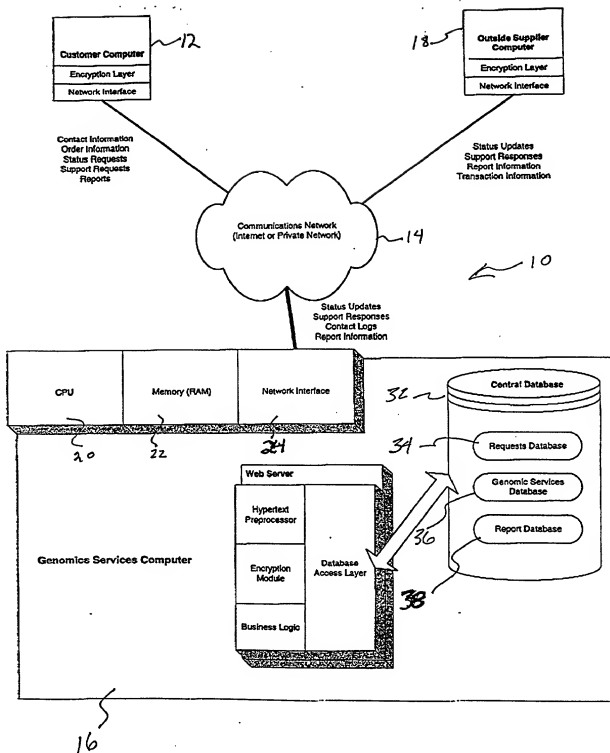 Customer Computer
Encryption Layer
Network Interface
12
18
Outside Supplier
Computer
Encryption Layer
Network Interface
Contact Information
Order Information
Status Requests
Support Requests
Reports
Status Updates
Support Responses
Report Information
Transaction Information
Communications Network
(Internet or Private Network)
14
10
Status Updates
Support Responses
Contact Logs
Report Information
CPU
Memory (RAM)
Network Interface
20
22
24
32
Central Database
34
Requests Database
Genomic Services
Database
36
Report Database
38
Web Server
Hypertext
Preprocessor
Encryption
Module
Business Logic
Database
Access Layer
Genomics Services Computer
16